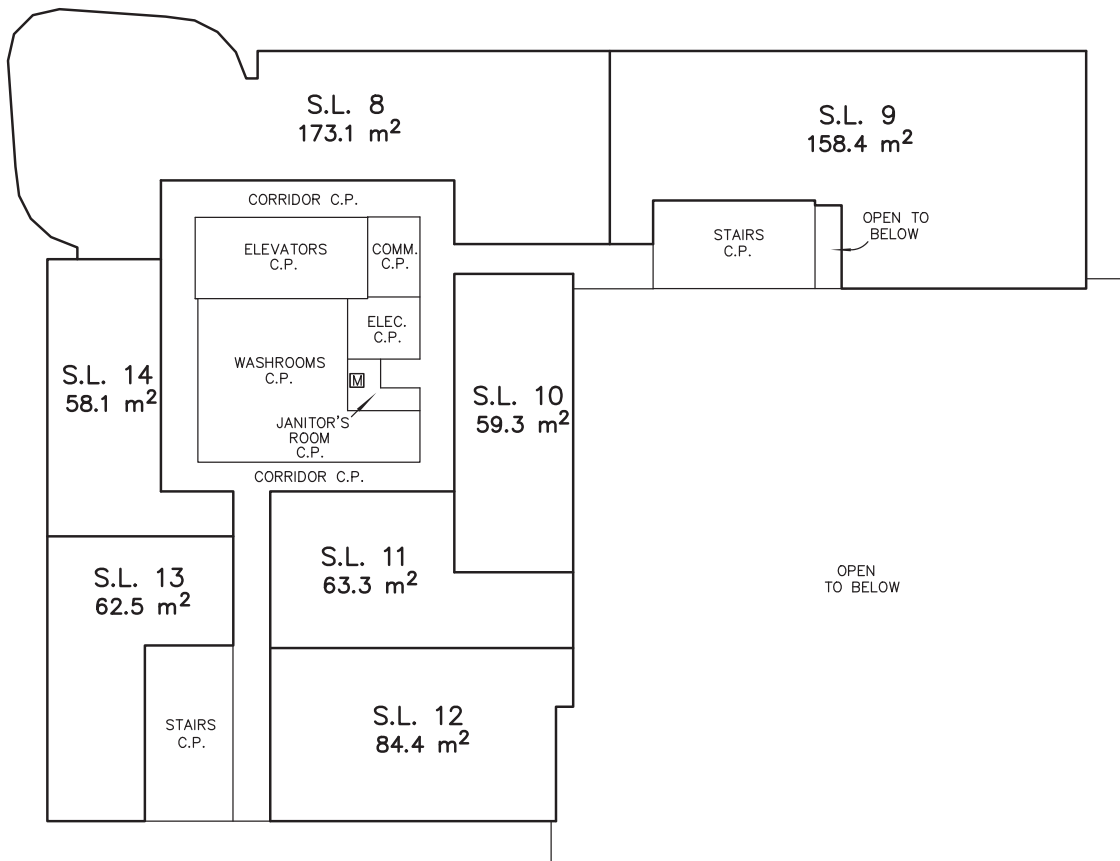 S.L. 8
173.1 m²
S.L. 9
158.4 m²
CORRIDOR C.P.
ELEVATORS
C.P.
COMM.
C.P.
STAIRS
C.P.
OPEN TO
BELOW
ELEC.
C.P.
WASHROOMS
C.P.
M
S.L. 14
58.1 m²
S.L. 10
59.3 m²
JANITOR'S
ROOM
C.P.
CORRIDOR C.P.
S.L. 11
63.3 m²
S.L. 13
62.5 m²
OPEN
TO BELOW
S.L. 12
84.4 m²
STAIRS
C.P.